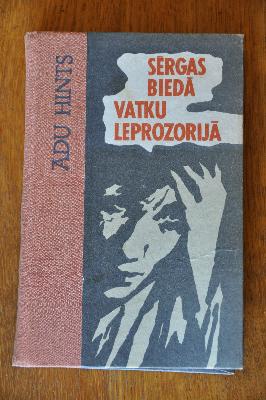 ADU HINTS
SĒRGAS
BIEDĀ
VATKU
LEPROZORIJĀ